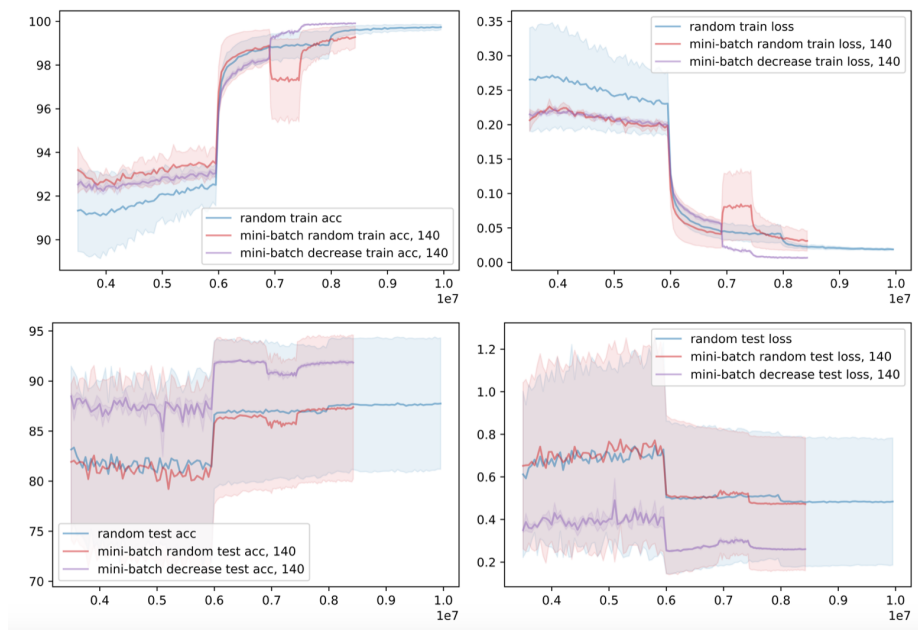 100
98
96
94
92
90
random train acc
mini-batch random train acc, 140
mini-batch decrease train acc, 140
0.4 0.5 0.6 0.7 0.8 0.9 1.0
1e7
0.35
0.30
0.25
0.20
0.15
0.10
0.05
0.00
random train loss
mini-batch random train loss, 140
mini-batch decrease train loss, 140
0.4 0.5 0.6 0.7 0.8 0.9 1.0
1e7
95
90
85
80
75
70
random test acc
mini-batch random test acc, 140
mini-batch decrease test acc, 140
0.4 0.5 0.6 0.7 0.8 0.9 1.0
1e7
1.2
1.0
0.8
0.6
0.4
0.2
random test loss
mini-batch random test loss, 140
mini-batch decrease test loss, 140
0.4 0.5 0.6 0.7 0.8 0.9 1.0
1e7